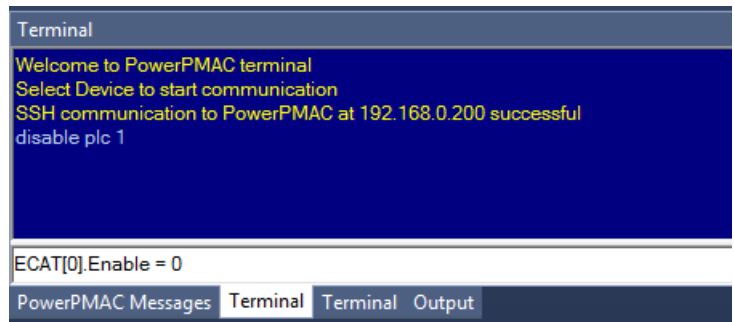 Terminal
Welcome to PowerPMAC terminal
Select Device to start communication
SSH communication to PowerPMAC at 192.168.0.200 successful
disable plc 1
ECAT[0].Enable = 0
PowerPMAC Messages Terminal Terminal Output